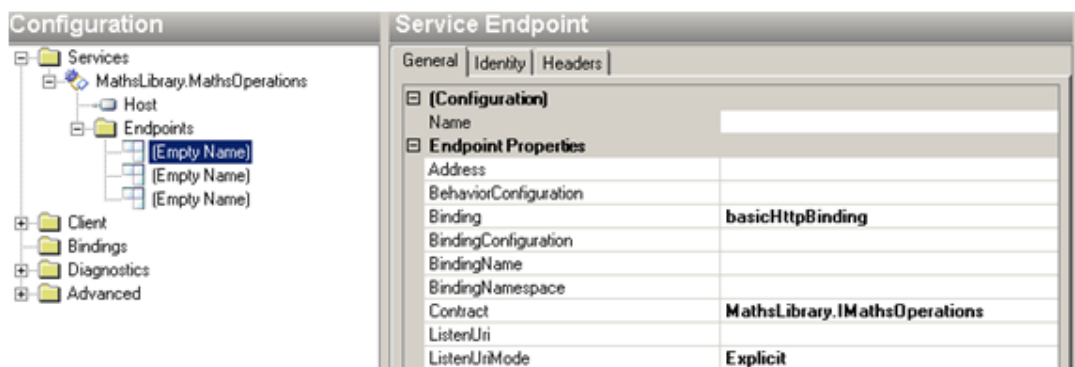 Configuration
Services
MathsLibrary.MathsOperations
Host
Endpoints
(Empty Name)
(Empty Name)
(Empty Name)
Client
Bindings
Diagnostics
Advanced
Service Endpoint
General Identity Headers
(Configuration)
Name
Endpoint Properties
Address
BehaviorConfiguration
Binding basicHttpBinding
BindingConfiguration
BindingName
BindingNamespace
Contract MathsLibrary.IMathsOperations
ListenUri
ListenUriMode Explicit